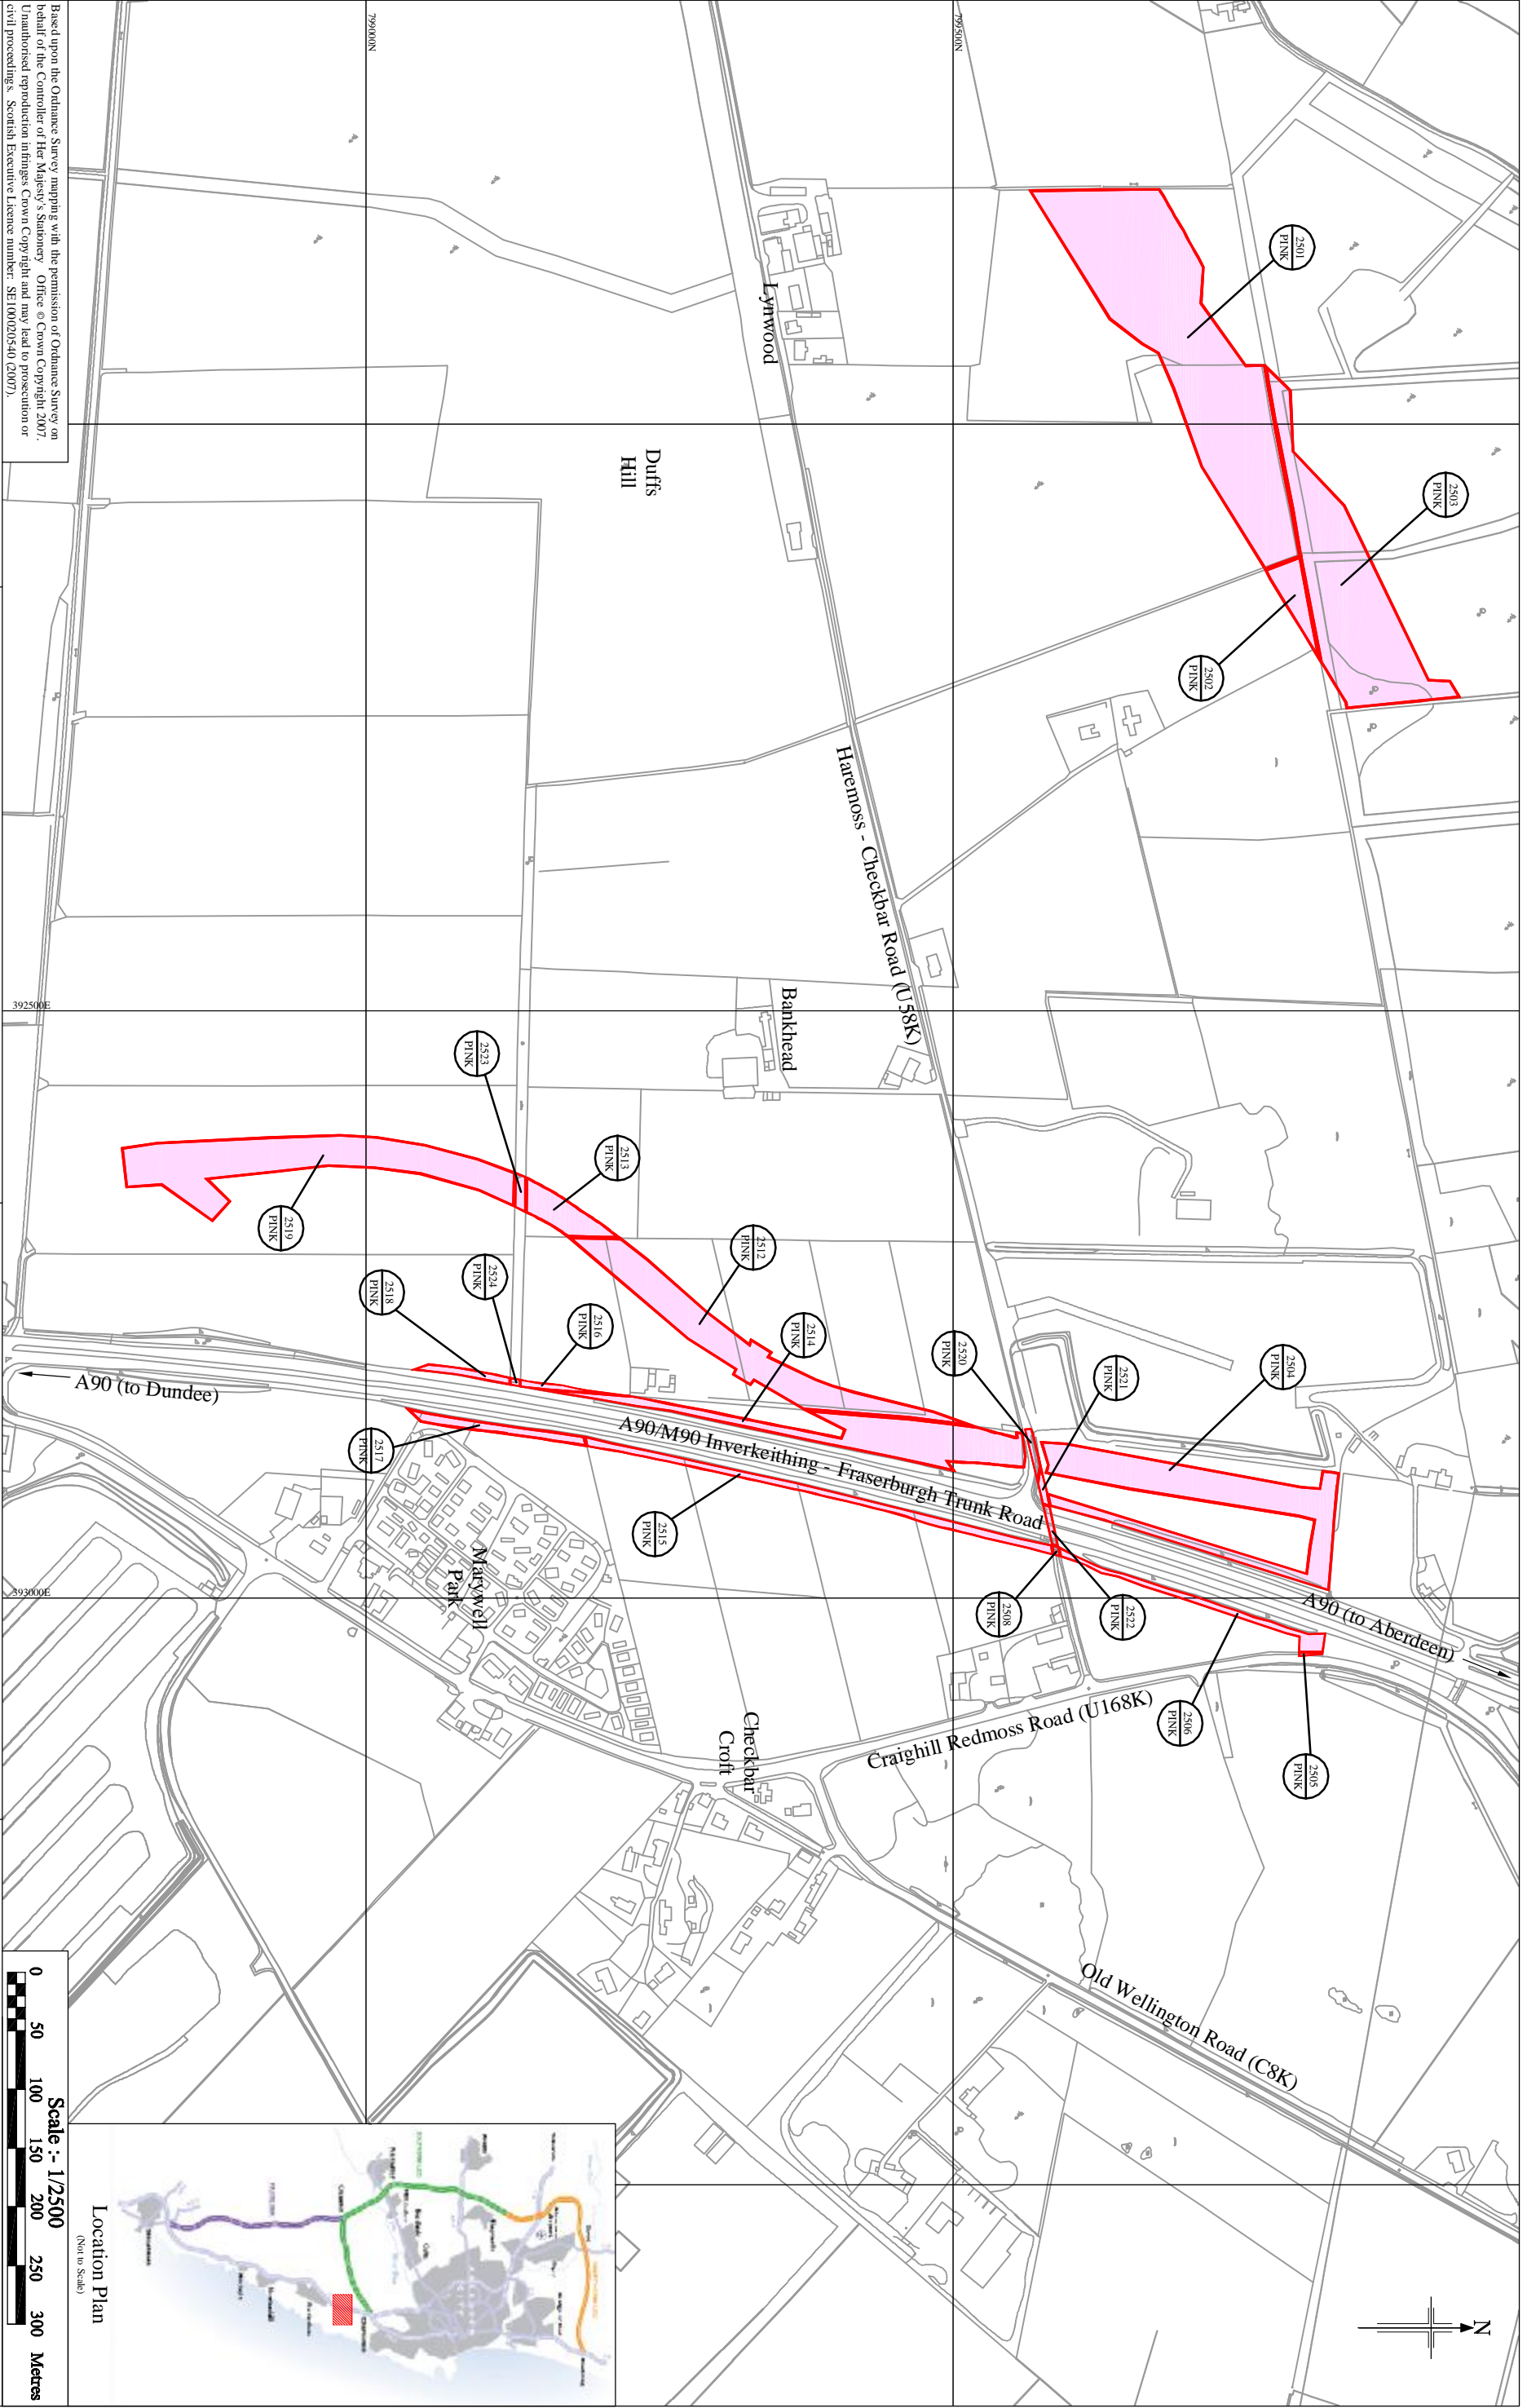 799000N
799500N
392500E
393000E
2501
PINK
2503
PINK
2502
PINK
Lynwood
Duffs
Hill
Haremoss - Checkbar Road (U58K)
Bankhead
2523
PINK
2513
PINK
2519
PINK
2512
PINK
2524
PINK
2518
PINK
2516
PINK
2514
PINK
2520
PINK
2521
PINK
2504
PINK
A90 (to Dundee)
A90/M90 Inverkeithing - Fraserburgh Trunk Road
A90 (to Aberdeen)
2517
PINK
2515
PINK
2508
PINK
2522
PINK
2506
PINK
2505
PINK
Marywell
Park
Checkbar
Croft
Craighill Redmoss Road (U168K)
Old Wellington Road (C8K)
N
Based upon the Ordnance Survey mapping with the permission of Ordnance Survey on
behalf of the Controller of Her Majesty's Stationery Office © Crown Copyright 2007.
Unauthorised reproduction infringes Crown Copyright and may lead to prosecution or
civil proceedings. Scottish Executive Licence number: SE100020540 (2007).
Location Plan
(Not to Scale)
Scale :- 1/2500
0 50 100 150 200 250 300 Metres